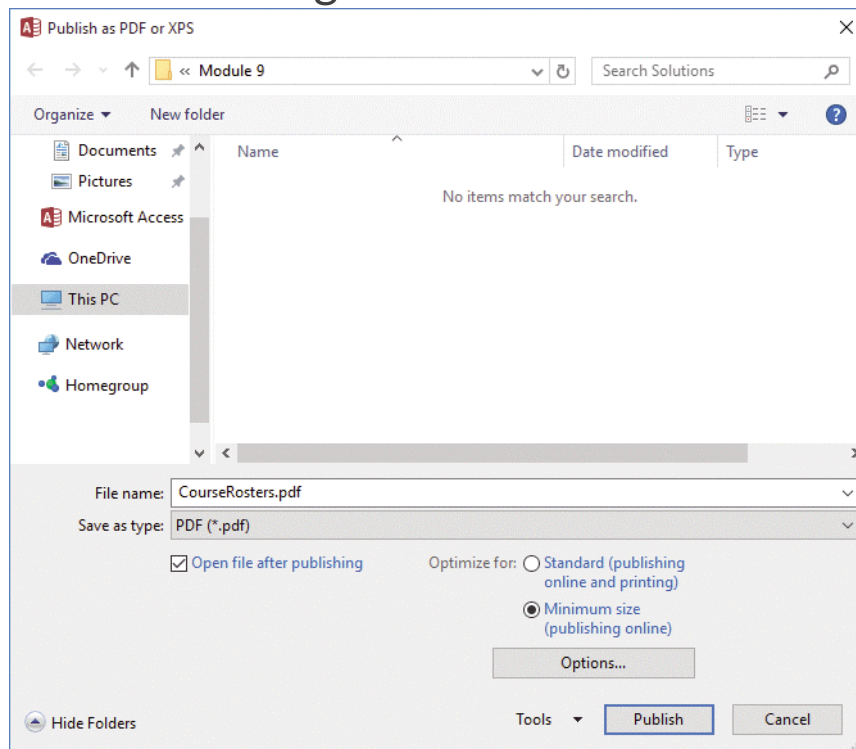 Publish as PDF or XPS
« Module 9
Search Solutions
Organize
New folder
Documents
Pictures
Microsoft Access
OneDrive
This PC
Network
Homegroup
Name
Date modified
Type
No items match your search.
File name: CourseRosters.pdf
Save as type: PDF (*.pdf)
Open file after publishing
Optimize for:
Standard (publishing
online and printing)
Minimum size
(publishing online)
Options...
Hide Folders
Tools
Publish
Cancel